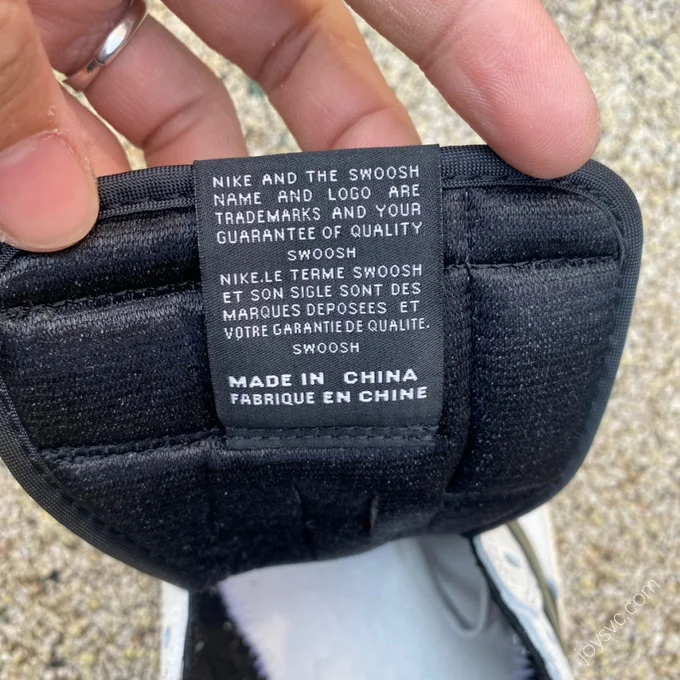 NIKE AND THE SWOOSH
NAME AND LOGO ARE
TRADEMARKS AND YOUR
GUARANTEE OF QUALITY
SWOOSH
NIKE.LE TERME SWOOSH
ET SON SIGLE SONT DES
MARQUES DEPOSEES ET
VOTRE GARANTIE DE QUALITE.
SWOOSH
MADE IN CHINA
FABRIQUE EN CHINE
joysvc.com